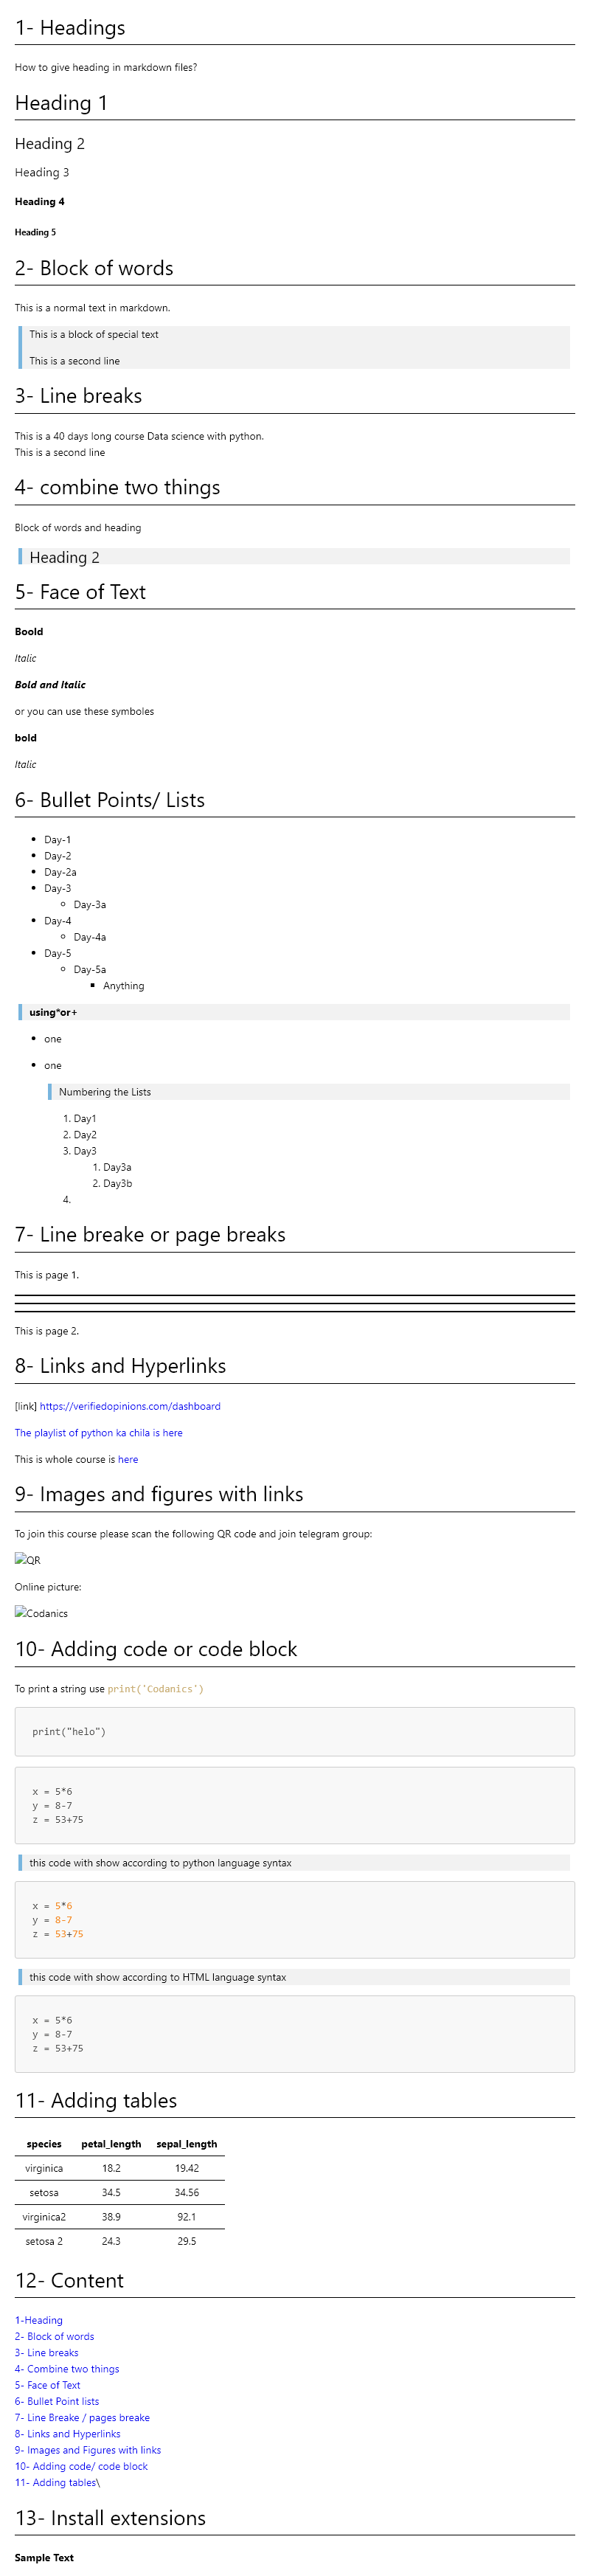 1- Headings
How to give heading in markdown files?
Heading 1
Heading 2
Heading 3
Heading 4
Heading 5
2- Block of words
This is a normal text in markdown.
This is a block of special text
This is a second line
3- Line breaks
This is a 40 days long course Data science with python.
This is a second line
4- combine two things
Block of words and heading
Heading 2
5- Face of Text
Boold
Italic
Bold and Italic
or you can use these symboles
bold
Italic
6- Bullet Points/ Lists
Day-1
Day-2
Day-2a
Day-3
Day-3a
Day-4
Day-4a
Day-5
Day-5a
Anything
using*or+
one
one
Numbering the Lists
1. Day1
2. Day2
3. Day3
1. Day3a
2. Day3b
4.
7- Line breake or page breaks
This is page 1.
This is page 2.
8- Links and Hyperlinks
[link] https://verifiedopinions.com/dashboard
The playlist of python ka chila is here
This is whole course is here
9- Images and figures with links
To join this course please scan the following QR code and join telegram group:
QR
Online picture:
Codanics
10- Adding code or code block
To print a string use print('Codanics')
print("helo")
x = 5*6
y = 8-7
z = 53+75
this code with show according to python language syntax
x = 5*6
y = 8-7
z = 53+75
this code with show according to HTML language syntax
x = 5*6
y = 8-7
z = 53+75
11- Adding tables
species petal_length sepal_length
virginica 18.2 19.42
setosa 34.5 34.56
virginica2 38.9 92.1
setosa 2 24.3 29.5
12- Content
1-Heading
2- Block of words
3- Line breaks
4- Combine two things
5- Face of Text
6- Bullet Point lists
7- Line Breake / pages breake
8- Links and Hyperlinks
9- Images and Figures with links
10- Adding code/ code block
11- Adding tables\
13- Install extensions
Sample Text